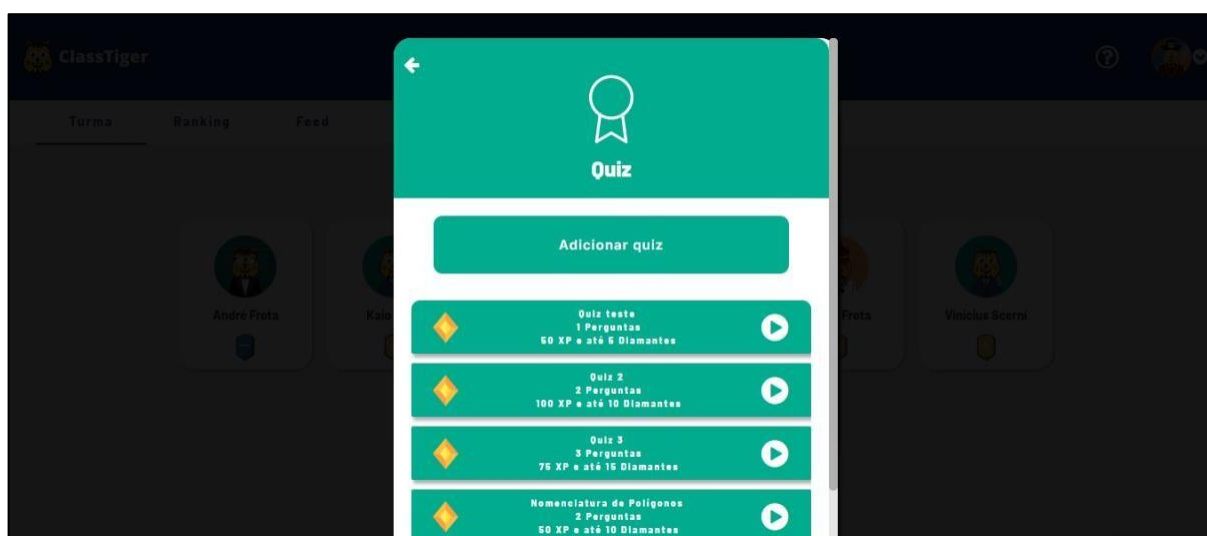 ClassTiger
Turma Ranking Feed
Quiz
Adicionar quiz
André Frota
Kaio
Frota
Vinicius Scerni
Quiz teste
1 Perguntas
50 XP e até 5 Diamantes
Quiz 2
2 Perguntas
100 XP e até 10 Diamantes
Quiz 3
3 Perguntas
75 XP e até 15 Diamantes
Nomenclatura de Polígonos
2 Perguntas
50 XP e até 10 Diamantes